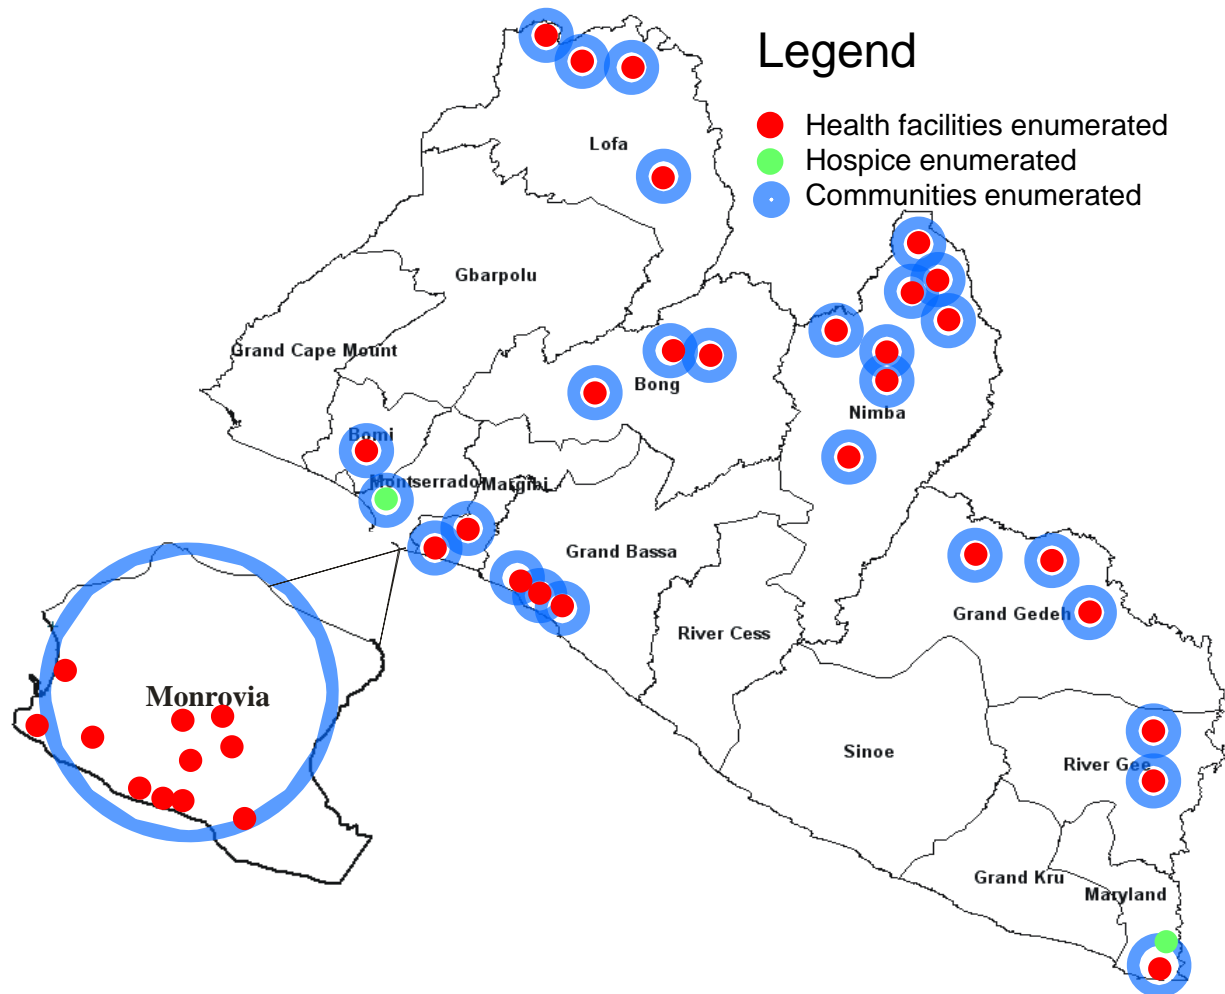 Legend
Health facilities enumerated
Hospice enumerated
Communities enumerated
Lofa
Gbarpolu
Grand Cape Mount
Bong
Nimba
Bomi
Montserrado
Margibi
Grand Bassa
Grand Gedeh
River Cess
Monrovia
Sinoe
River Gee
Grand Kru
Maryland